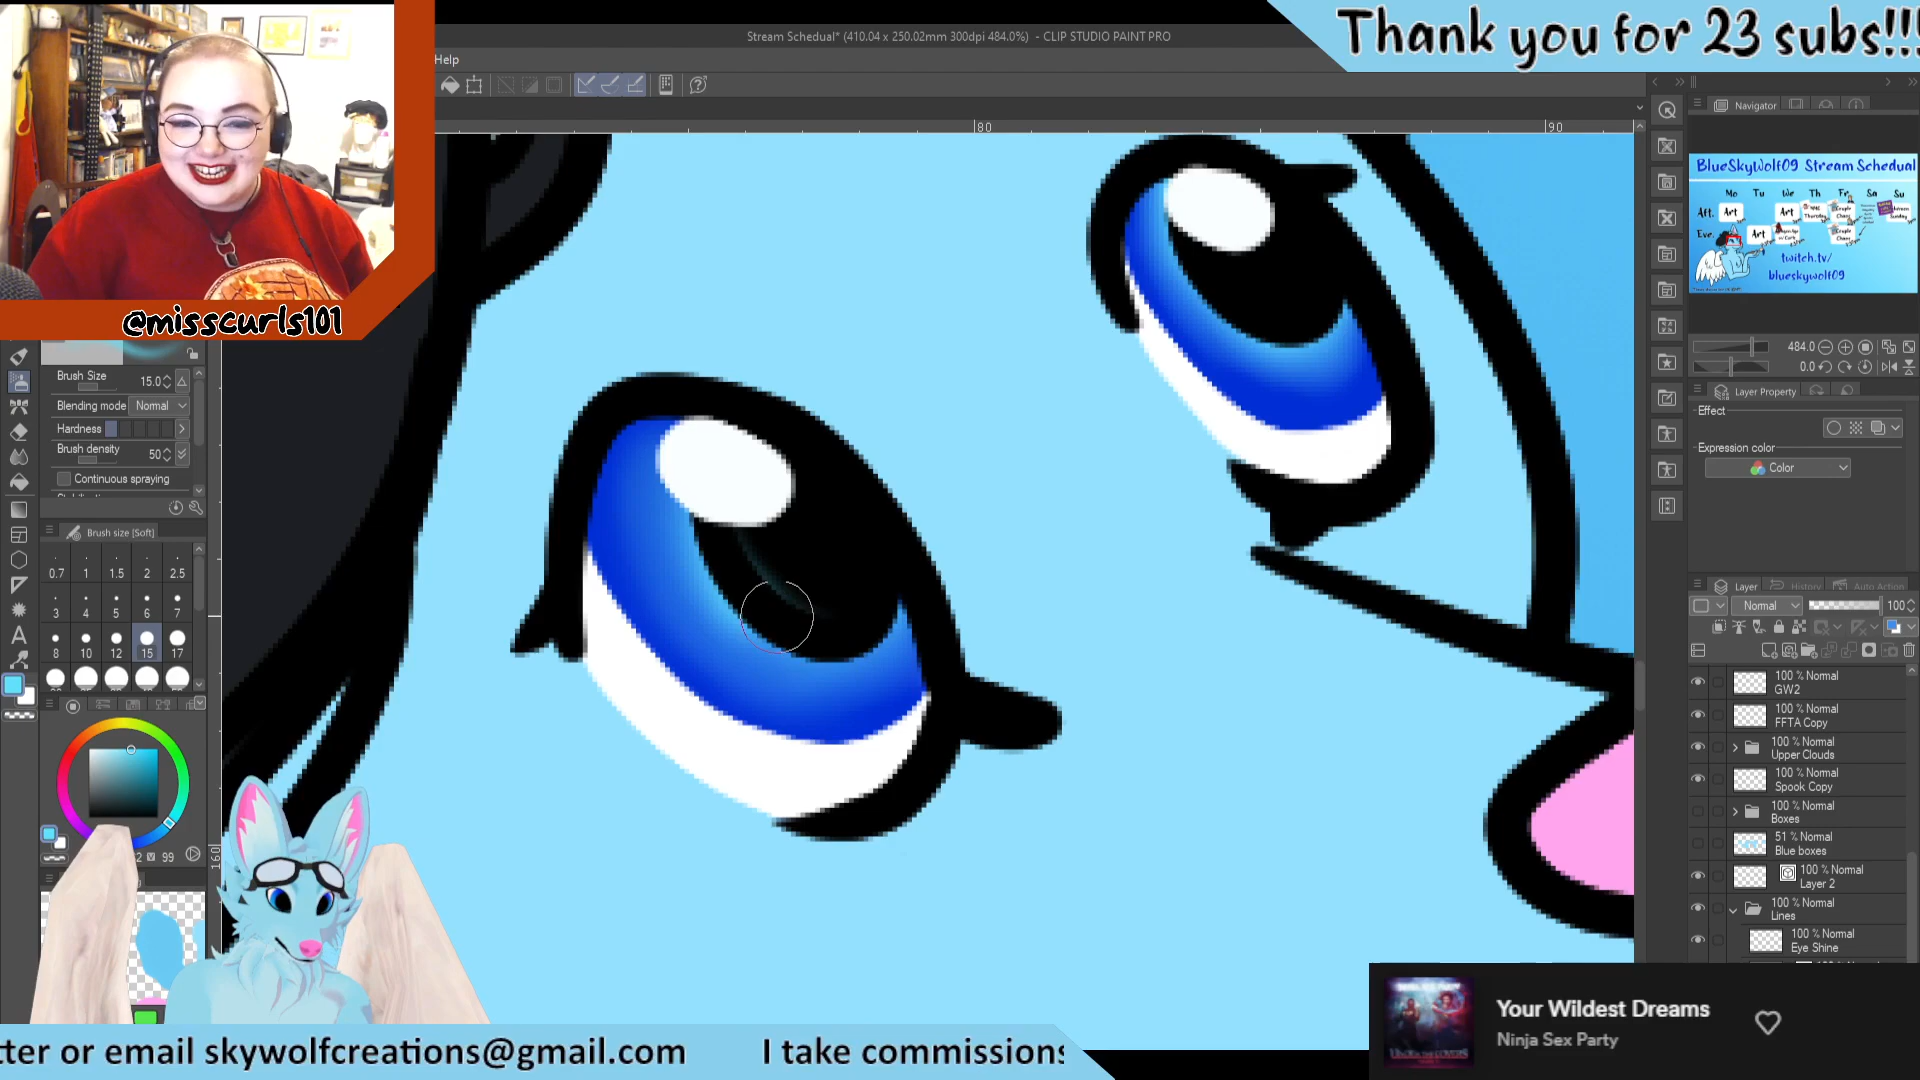 Thank you for 23 subs!!!
Stream Schedual* (410.04 x 250.02mm 300dpi 484.0%) - CLIP STUDIO PAINT PRO
Help
80
90
@misscurls101
Navigator
BlueSkyWolf09 Stream Schedual
Mo Tu We Th Fr Sa Su
Aft. Art Art
Eve. Art
twitch.tv/
blueskywolf09
484.0
0.0
Layer Property
Effect
Expression color
Color
Brush Size 15.0
Blending mode Normal
Hardness
Brush density 50
Continuous spraying
Brush size [Soft]
0.7 1 1.5 2 2.5
3 4 5 6 7
8 10 12 15 17
160
2 V 99
Layer History Auto Action
Normal 100
100 % Normal
GW2
100 % Normal
FFTA Copy
100 % Normal
Upper Clouds
100 % Normal
Spook Copy
100 % Normal
Boxes
51 % Normal
Blue boxes
100 % Normal
Layer 2
100 % Normal
Lines
100 % Normal
Eye Shine
Your Wildest Dreams
Ninja Sex Party
tter or email skywolfcreations@gmail.com I take commissions